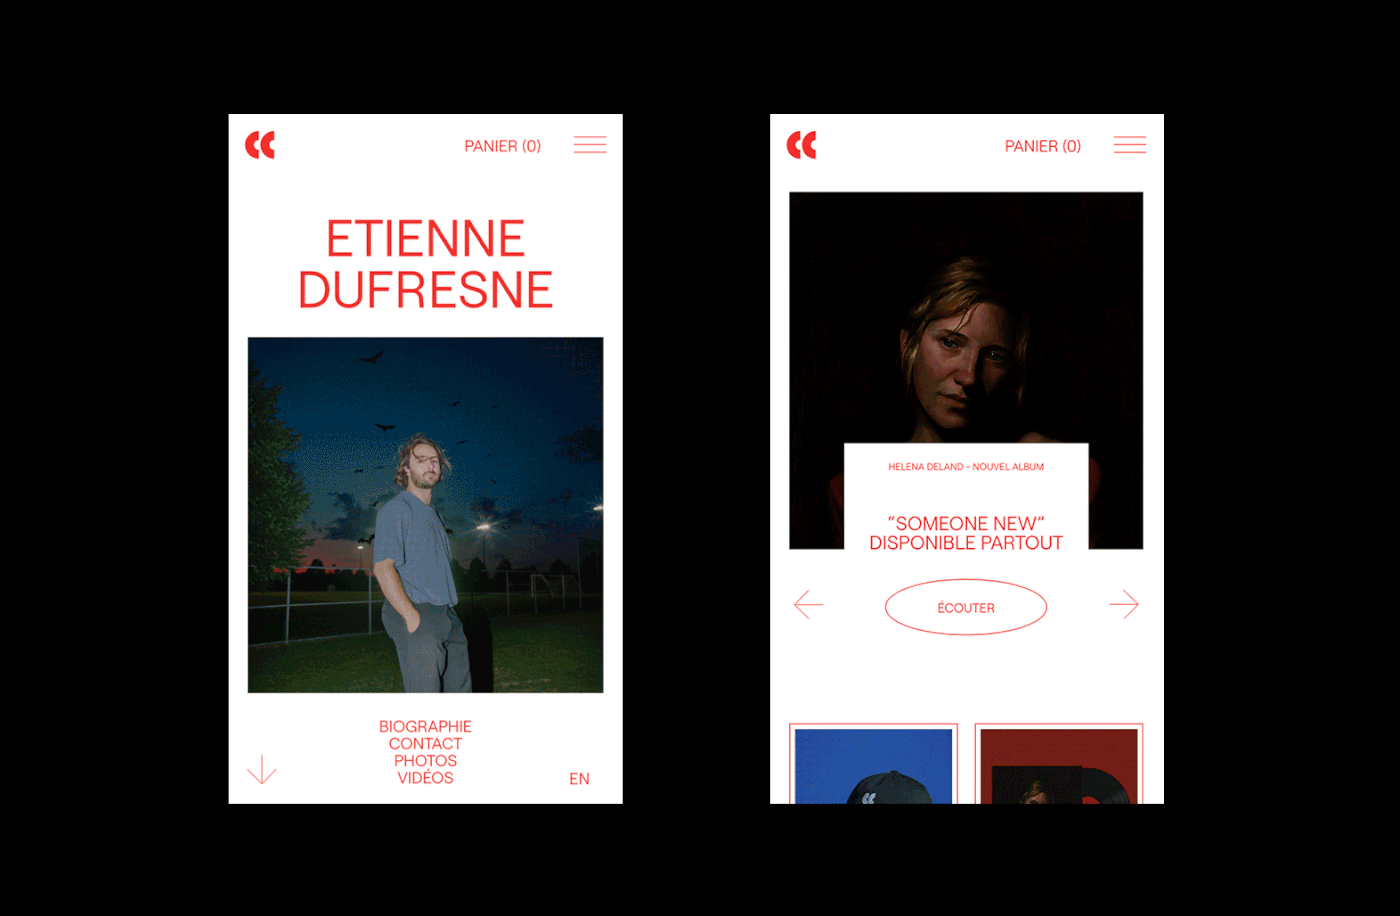 PANIER (0)
ETIENNE
DUFRESNE
BIOGRAPHIE
CONTACT
PHOTOS
VIDÉOS
EN
PANIER (0)
HELENA DELAND – NOUVEL ALBUM
“SOMEONE NEW”
DISPONIBLE PARTOUT
ÉCOUTER